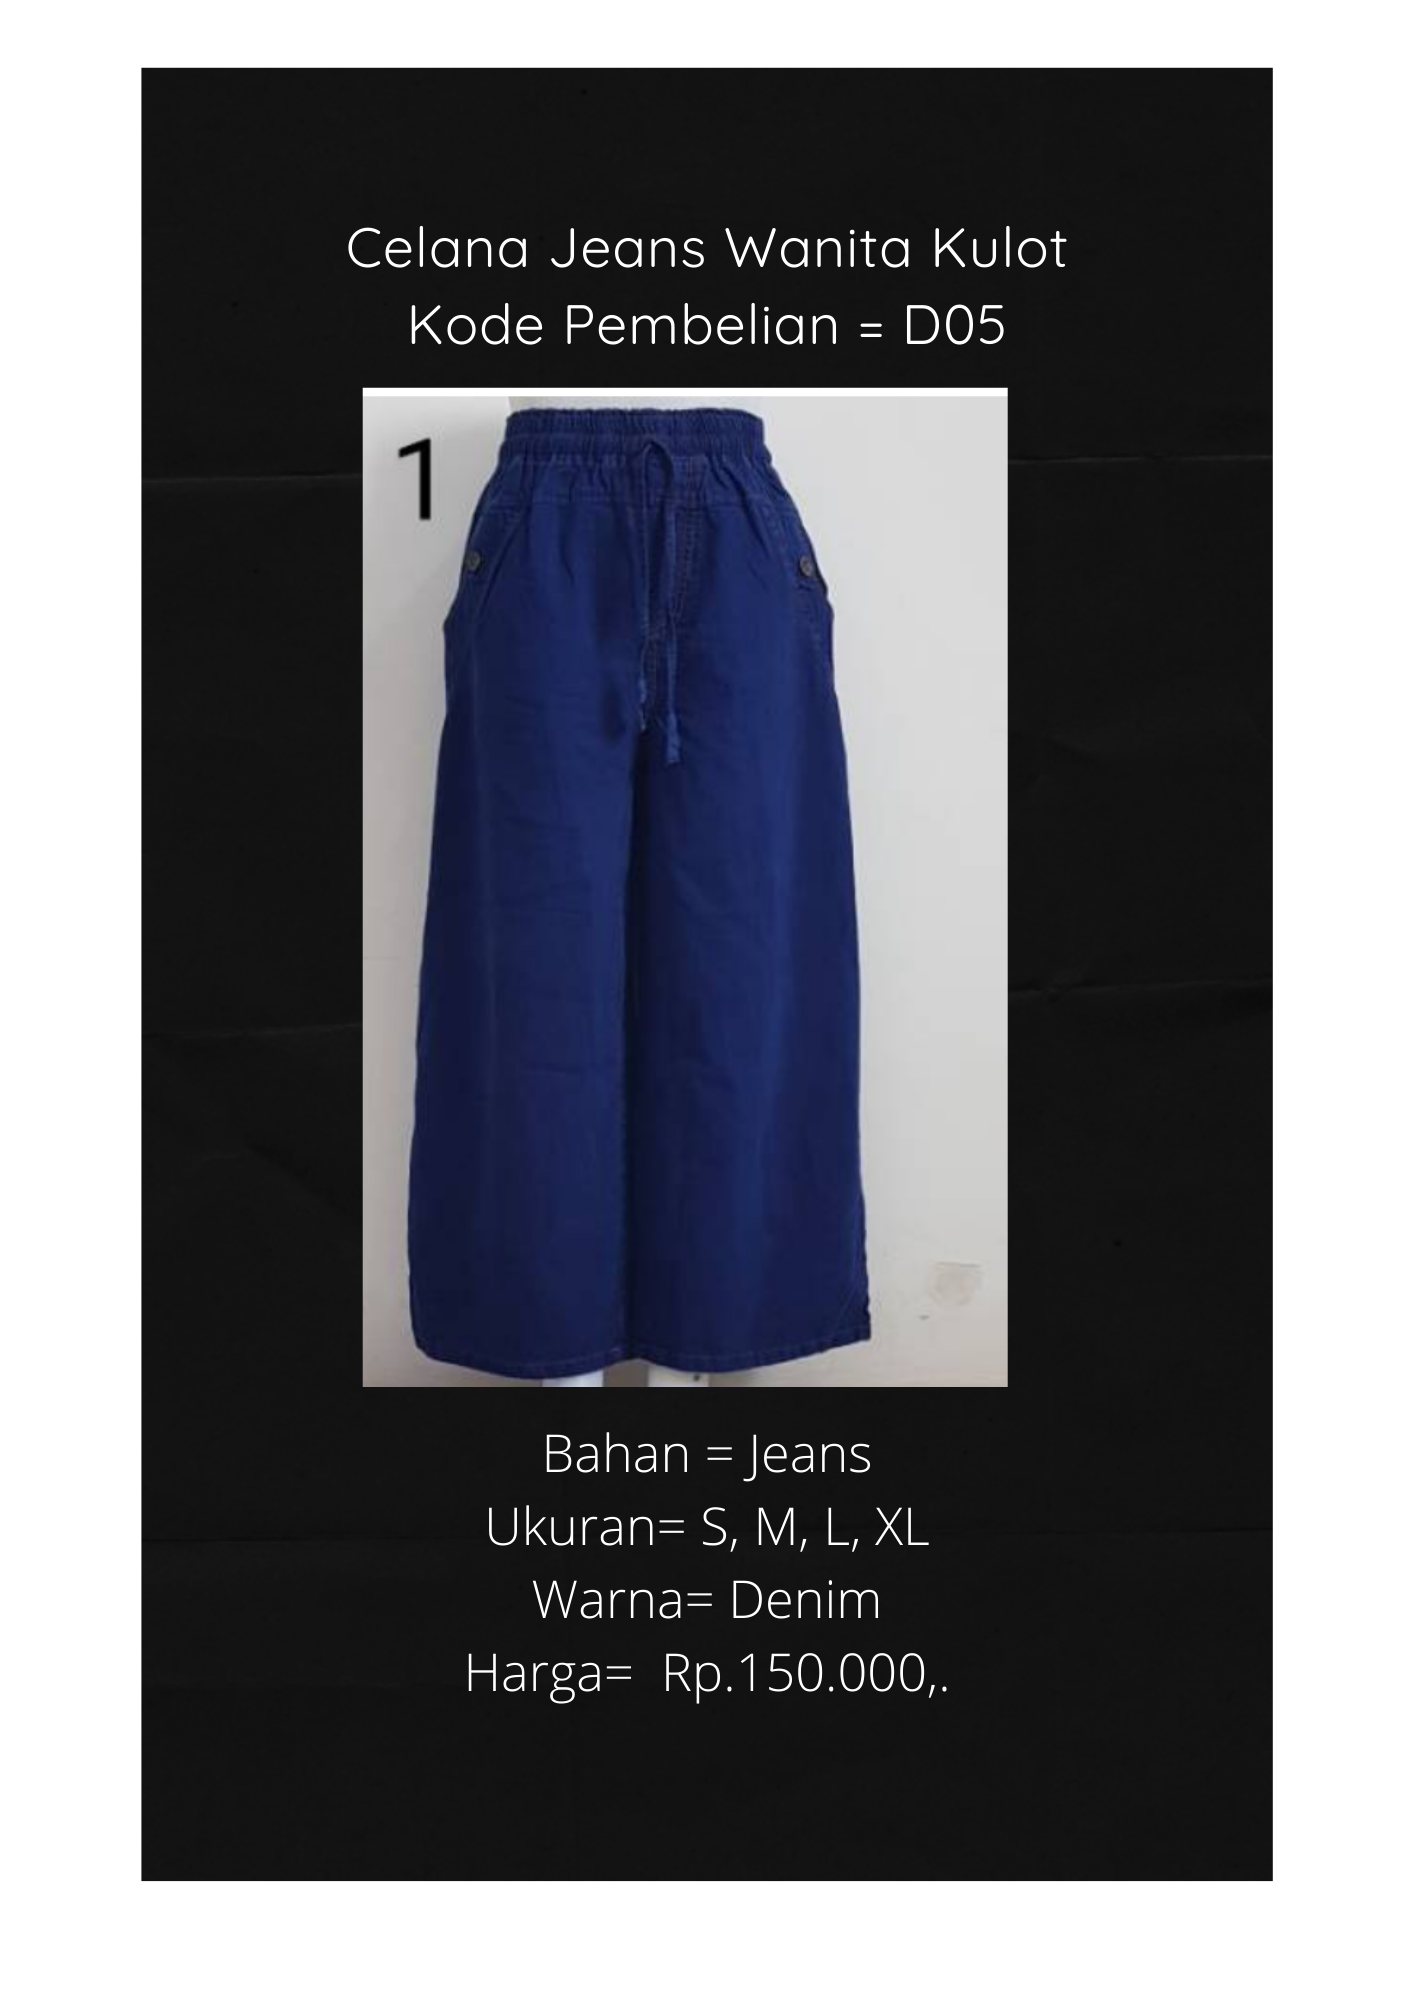 Celana Jeans Wanita Kulot
Kode Pembelian = D05
1
Bahan = Jeans
Ukuran= S, M, L, XL
Warna= Denim
Harga=  Rp.150.000,.